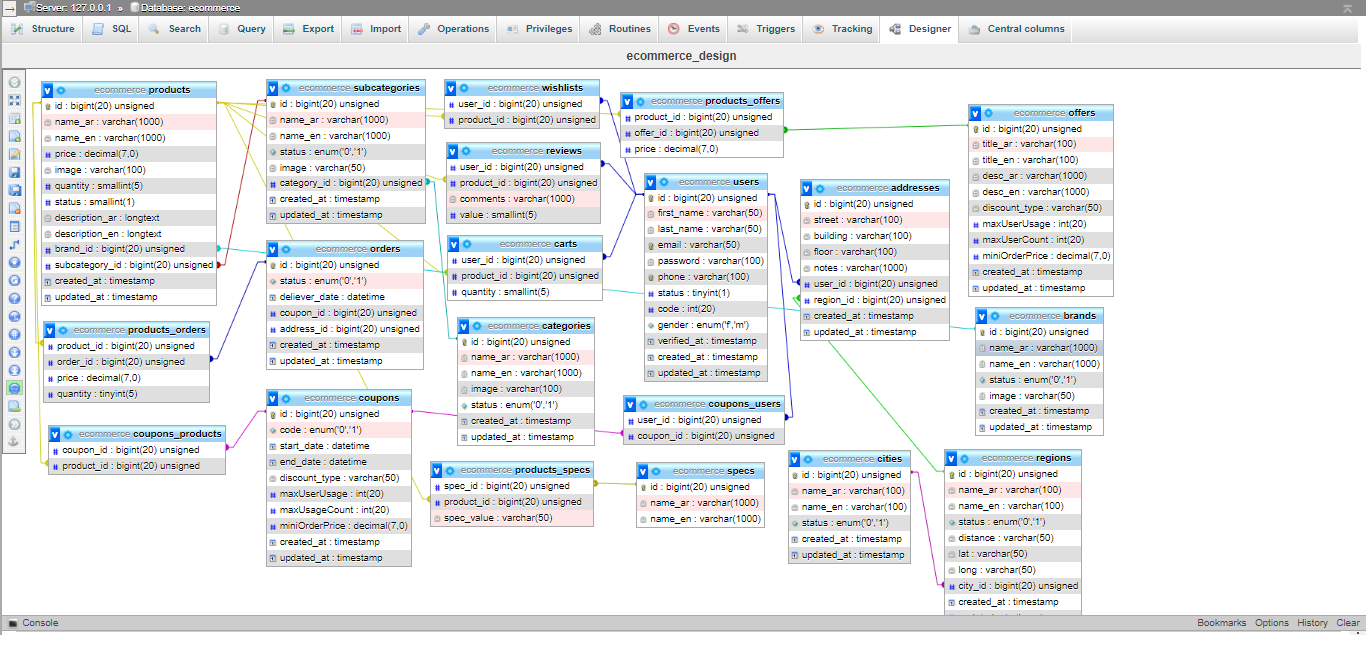 Server: 127.0.0.1 » Database: ecommerce
Structure SQL Search Query Export Import Operations Privileges Routines Events Triggers Tracking Designer Central columns
ecommerce_design
ecommerce products
id : bigint(20) unsigned
name_ar : varchar(1000)
name_en : varchar(1000)
price : decimal(7,0)
image : varchar(100)
quantity : smallint(5)
status : smallint(1)
description_ar : longtext
description_en : longtext
brand_id : bigint(20) unsigned
subcategory_id : bigint(20) unsigned
created_at : timestamp
updated_at : timestamp
ecommerce products_orders
product_id : bigint(20) unsigned
order_id : bigint(20) unsigned
price : decimal(7,0)
quantity : tinyint(5)
ecommerce coupons_products
coupon_id : bigint(20) unsigned
product_id : bigint(20) unsigned
ecommerce subcategories
id : bigint(20) unsigned
name_ar : varchar(1000)
name_en : varchar(1000)
status : enum('0','1')
image : varchar(50)
category_id : bigint(20) unsigned
created_at : timestamp
updated_at : timestamp
ecommerce orders
id : bigint(20) unsigned
status : enum('0','1')
deliever_date : datetime
coupon_id : bigint(20) unsigned
address_id : bigint(20) unsigned
created_at : timestamp
updated_at : timestamp
ecommerce coupons
id : bigint(20) unsigned
code : enum('0','1')
start_date : datetime
end_date : datetime
discount_type : varchar(50)
maxUserUsage : int(20)
maxUsageCount : int(20)
miniOrderPrice : decimal(7,0)
created_at : timestamp
updated_at : timestamp
ecommerce wishlists
user_id : bigint(20) unsigned
product_id : bigint(20) unsigned
ecommerce reviews
user_id : bigint(20) unsigned
product_id : bigint(20) unsigned
comments : varchar(1000)
value : smallint(5)
ecommerce carts
user_id : bigint(20) unsigned
product_id : bigint(20) unsigned
quantity : smallint(5)
ecommerce categories
id : bigint(20) unsigned
name_ar : varchar(1000)
name_en : varchar(1000)
image : varchar(100)
status : enum('0','1')
created_at : timestamp
updated_at : timestamp
ecommerce products_specs
spec_id : bigint(20) unsigned
product_id : bigint(20) unsigned
spec_value : varchar(50)
ecommerce products_offers
product_id : bigint(20) unsigned
offer_id : bigint(20) unsigned
price : decimal(7,0)
ecommerce users
id : bigint(20) unsigned
first_name : varchar(50)
last_name : varchar(50)
email : varchar(50)
password : varchar(100)
phone : varchar(100)
status : tinyint(1)
code : int(20)
gender : enum('f','m')
verified_at : timestamp
created_at : timestamp
updated_at : timestamp
ecommerce coupons_users
user_id : bigint(20) unsigned
coupon_id : bigint(20) unsigned
ecommerce specs
id : bigint(20) unsigned
name_ar : varchar(1000)
name_en : varchar(1000)
ecommerce addresses
id : bigint(20) unsigned
street : varchar(100)
building : varchar(100)
floor : varchar(100)
notes : varchar(1000)
user_id : bigint(20) unsigned
region_id : bigint(20) unsigned
created_at : timestamp
updated_at : timestamp
ecommerce cities
id : bigint(20) unsigned
name_ar : varchar(100)
name_en : varchar(100)
status : enum('0','1')
created_at : timestamp
updated_at : timestamp
ecommerce offers
id : bigint(20) unsigned
title_ar : varchar(100)
title_en : varchar(100)
desc_ar : varchar(1000)
desc_en : varchar(1000)
discount_type : varchar(50)
maxUserUsage : int(20)
maxUserCount : int(20)
miniOrderPrice : decimal(7,0)
created_at : timestamp
updated_at : timestamp
ecommerce brands
id : bigint(20) unsigned
name_ar : varchar(1000)
name_en : varchar(1000)
status : enum('0','1')
image : varchar(50)
created_at : timestamp
updated_at : timestamp
ecommerce regions
id : bigint(20) unsigned
name_ar : varchar(100)
name_en : varchar(100)
status : enum('0','1')
distance : varchar(50)
lat : varchar(50)
long : varchar(50)
city_id : bigint(20) unsigned
created_at : timestamp
Console Bookmarks Options History Clear